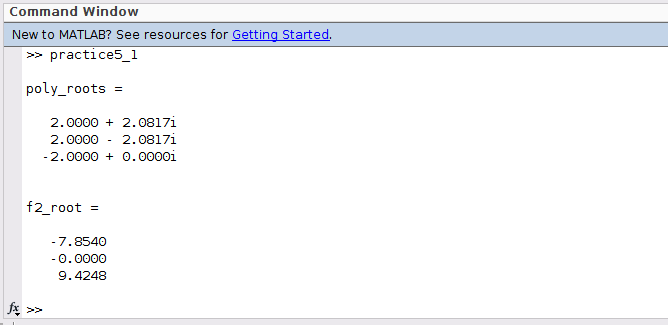 Command Window
New to MATLAB? See resources for Getting Started.
>> practice5_1
poly_roots =
2.0000 + 2.0817i
2.0000 - 2.0817i
-2.0000 + 0.0000i
f2_root =
-7.8540
-0.0000
9.4248
fx >>